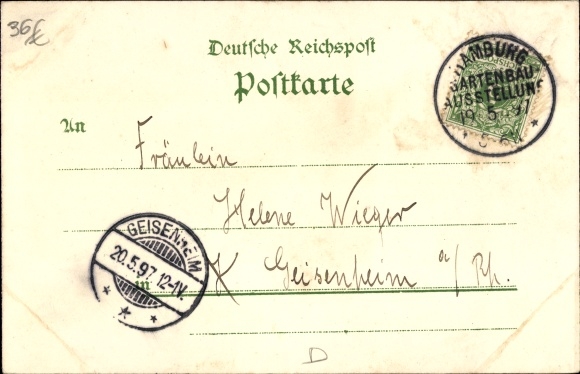 36
Deutsche Reichspost
Postkarte
HAMBURG
GARTENBAU-
AUSSTELLUNG
19.5.97
An
Fräulein
Helene Wieger
GEISENHEIM
20.5.97.12-1V.
in
Geisenheim a/Rh.
D